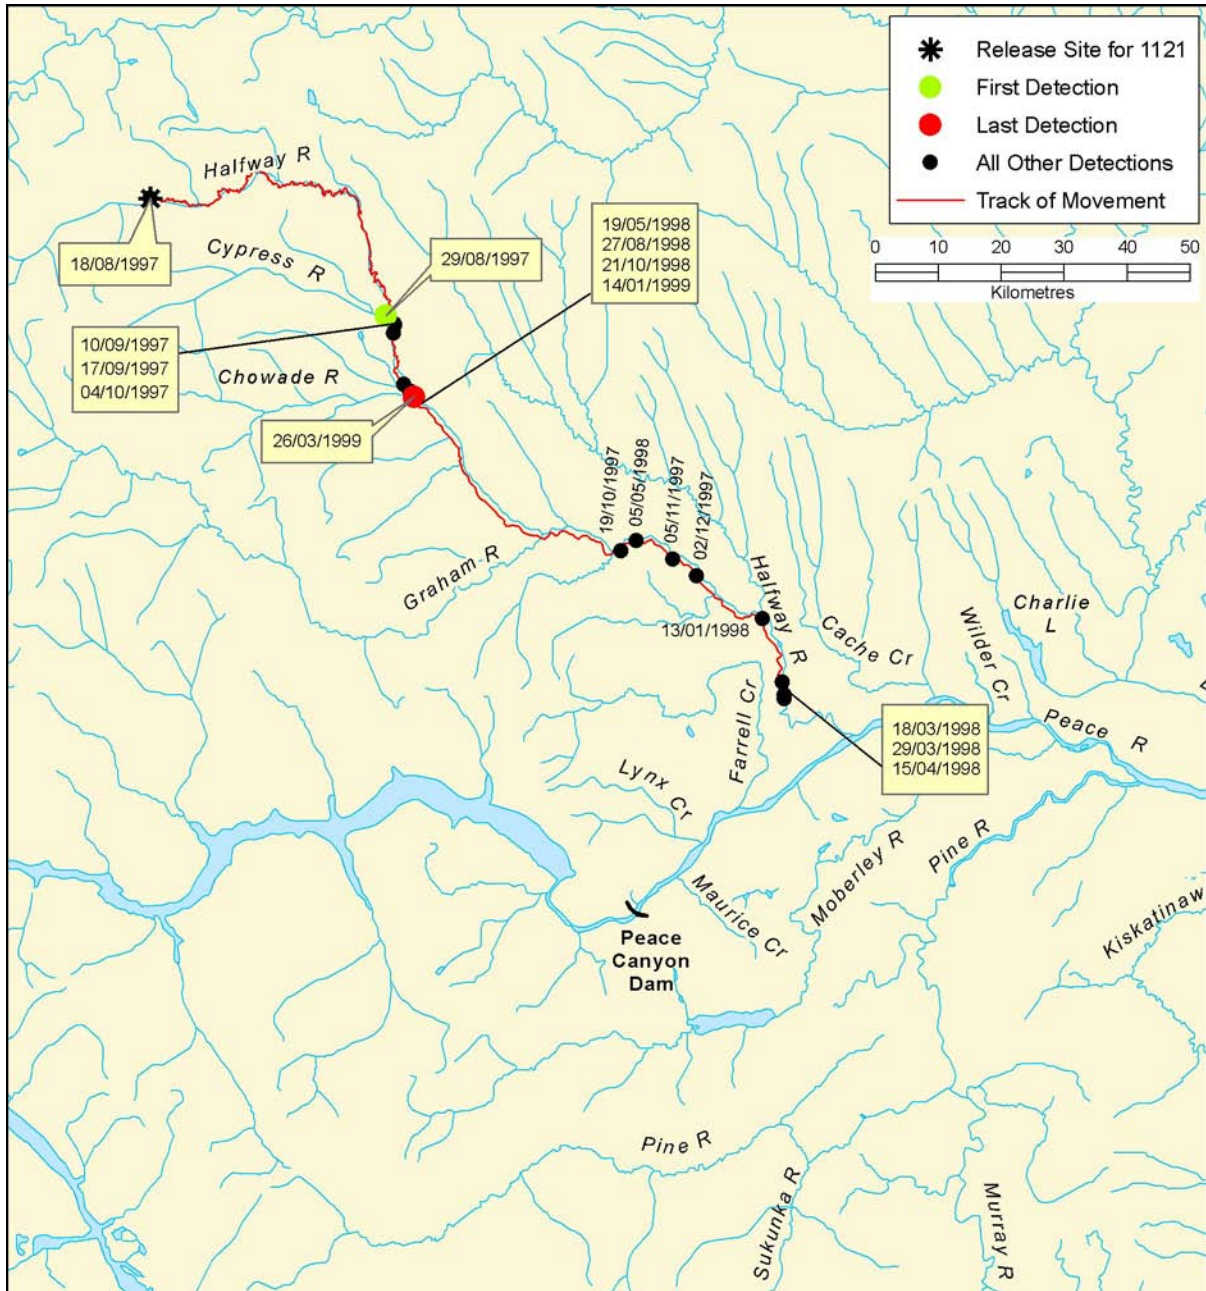 Release Site for 1121
First Detection
Last Detection
All Other Detections
Track of Movement
0 10 20 30 40 50
Kilometres
Halfway R
18/08/1997
Cypress R
29/08/1997
19/05/1998
27/08/1998
21/10/1998
14/01/1999
10/09/1997
17/09/1997
04/10/1997
Chowade R
26/03/1999
19/10/1997
05/05/1998
05/11/1997
02/12/1997
Graham R
Halfway R
13/01/1998
Cache Cr
Wilder Cr
Charlie
L
Farrell Cr
Peace R
18/03/1998
29/03/1998
15/04/1998
Lynx Cr
Moberley R
Pine R
Maurice Cr
Kiskatinaw
Peace
Canyon
Dam
Pine R
Sukunka R
Murray R